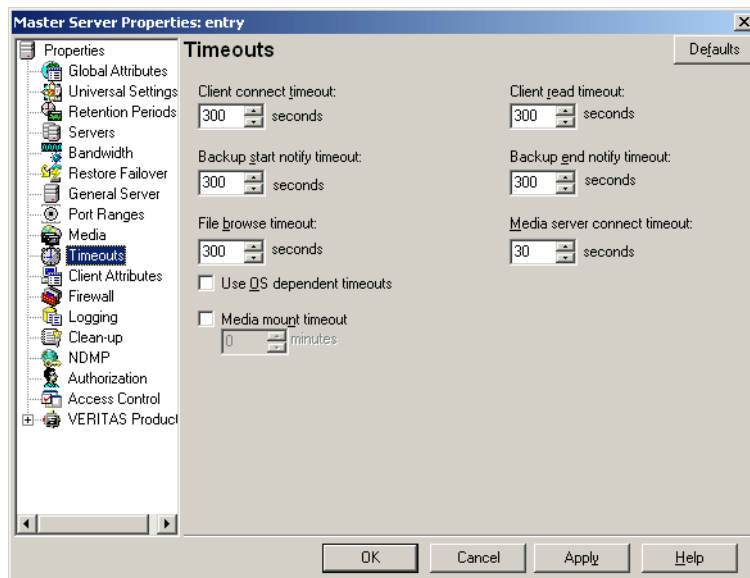 Master Server Properties: entry
Properties
Global Attributes
Universal Settings
Retention Periods
Servers
Bandwidth
Restore Failover
General Server
Port Ranges
Media
Timeouts
Client Attributes
Firewall
Logging
Clean-up
NDMP
Authorization
Access Control
VERITAS Product
Timeouts
Defaults
Client connect timeout:
300 seconds
Client read timeout:
300 seconds
Backup start notify timeout:
300 seconds
Backup end notify timeout:
300 seconds
File browse timeout:
300 seconds
Media server connect timeout:
30 seconds
Use OS dependent timeouts
Media mount timeout
0 minutes
OK
Cancel
Apply
Help